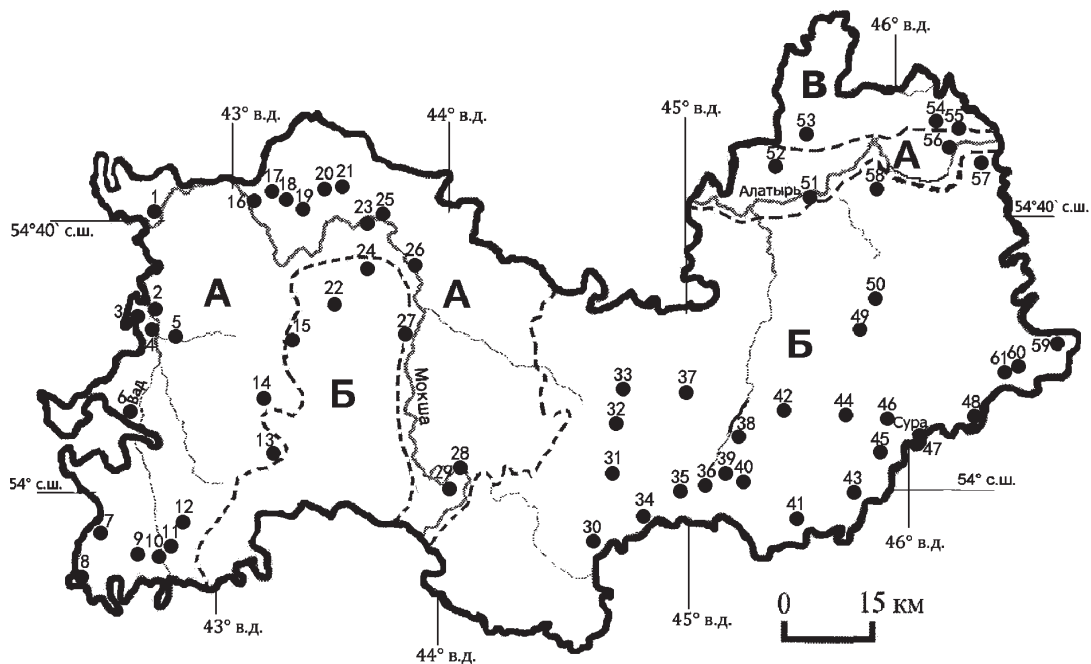 46° в.д.
В
43° в.д.
44° в.д.
45° в.д.
53
54
55
56
А
52
57
Алатырь
51
58
1
54°40` с.ш.
17
18
16
19
20
21
23
25
54°40` с.ш.
24
26
А
А
22
2
3
4
5
15
27
50
49
Б
59
60
61
6
Вад
14
Б
Мокша
33
37
32
42
44
46
Сура
48
47
13
38
45
28
29
31
39
36
40
35
43
54° с.ш.
54° с.ш.
7
12
34
41
11
9
10
30
8
46° в.д.
43° в.д.
44° в.д.
45° в.д.
0 15 км